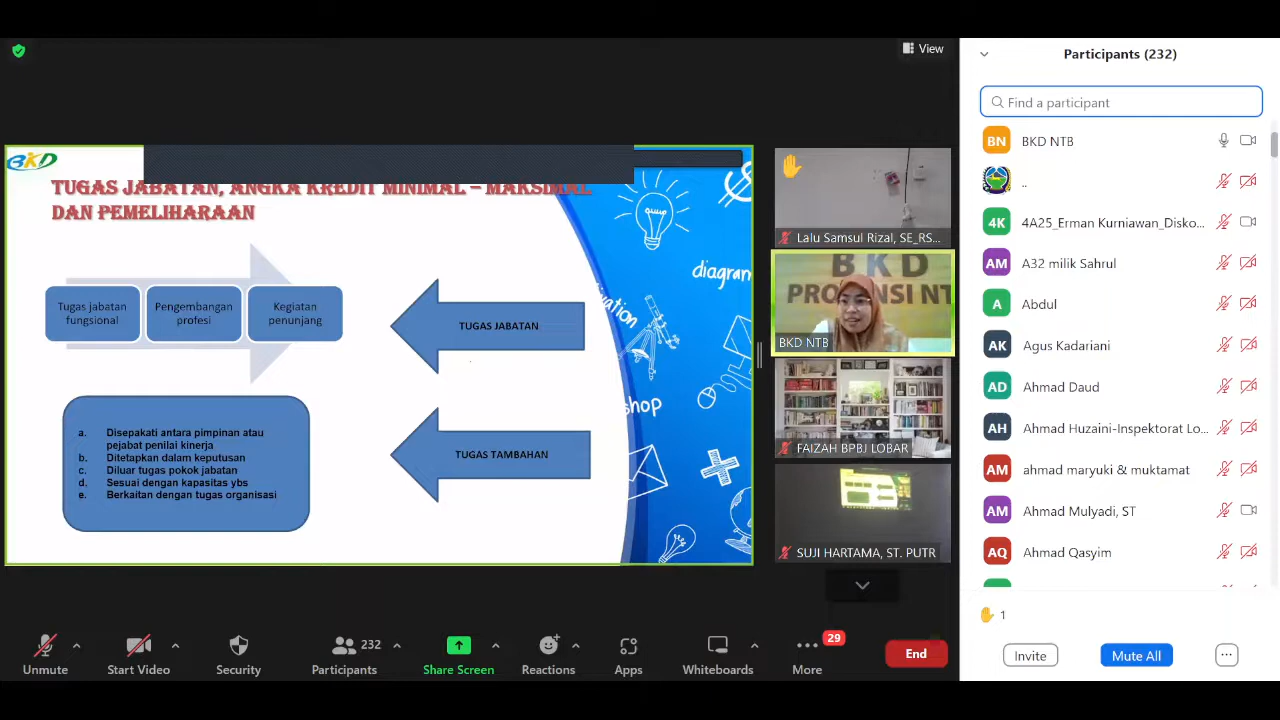 View
BKD
TUGAS JABATAN, ANGKA KREDIT MINIMAL – MAKSIMAL
DAN PEMELIHARAAN
Tugas jabatan
fungsional
Pengembangan
profesi
Kegiatan
penunjang
TUGAS JABATAN
a. Disepakati antara pimpinan atau
pejabat penilai kinerja
b. Ditetapkan dalam keputusan
c. Diluar tugas pokok jabatan
d. Sesuai dengan kapasitas ybs
e. Berkaitan dengan tugas organisasi
TUGAS TAMBAHAN
diagram
Lalu Samsul Rizal, SE_RS...
BKD
PROVINSI NT
BKD NTB
FAIZAH BPBJ LOBAR
SUJI HARTAMA, ST. PUTR
Participants (232)
Find a participant
BN BKD NTB
..
4K 4A25_Erman Kurniawan_Disko...
AM A32 milik Sahrul
A Abdul
AK Agus Kadariani
AD Ahmad Daud
AH Ahmad Huzaini-Inspektorat Lo...
AM ahmad maryuki & muktamat
AM Ahmad Mulyadi, ST
AQ Ahmad Qasyim
1
Invite
Mute All
...
Unmute
Start Video
Security
232
Participants
Share Screen
Reactions
Apps
Whiteboards
29
More
End